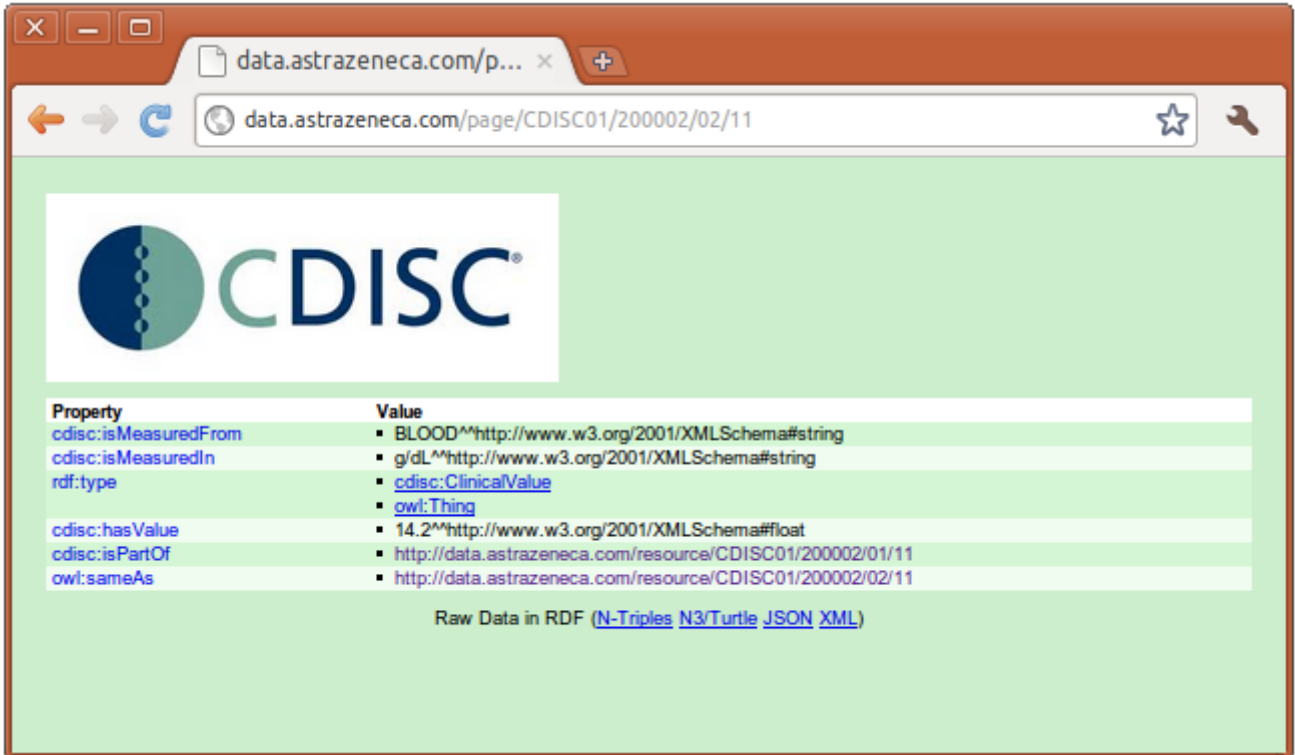 data.astrazeneca.com/p...
data.astrazeneca.com/page/CDISC01/200002/02/11
CDISC®
Property Value
cdisc:isMeasuredFrom ▪ BLOOD^^http://www.w3.org/2001/XMLSchema#string
cdisc:isMeasuredIn ▪ g/dL^^http://www.w3.org/2001/XMLSchema#string
rdf:type ▪ cdisc:ClinicalValue
▪ owl:Thing
cdisc:hasValue ▪ 14.2^^http://www.w3.org/2001/XMLSchema#float
cdisc:isPartOf ▪ http://data.astrazeneca.com/resource/CDISC01/200002/01/11
owl:sameAs ▪ http://data.astrazeneca.com/resource/CDISC01/200002/02/11
Raw Data in RDF (N-Triples N3/Turtle JSON XML)